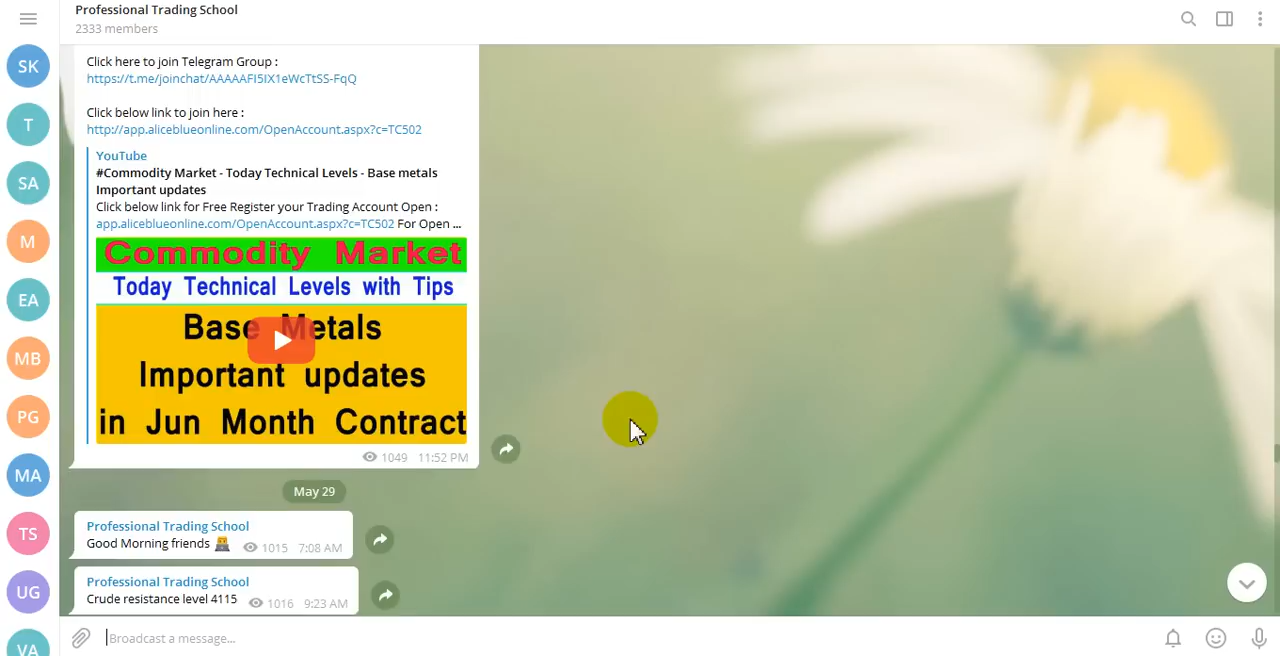 Professional Trading School
2333 members
SK
T
SA
M
EA
MB
PG
MA
TS
UG
VA
Click here to join Telegram Group :
https://t.me/joinchat/AAAAAFI5IX1eWcTtSS-FqQ
Click below link to join here :
http://app.aliceblueonline.com/OpenAccount.aspx?c=TC502
YouTube
#Commodity Market - Today Technical Levels - Base metals
Important updates
Click below link for Free Register your Trading Account Open :
app.aliceblueonline.com/OpenAccount.aspx?c=TC502 For Open ...
Commodity Market
Today Technical Levels with Tips
Base Metals
Important updates
in Jun Month Contract
1049 11:52 PM
May 29
Professional Trading School
Good Morning friends 1015 7:08 AM
Professional Trading School
Crude resistance level 4115 1016 9:23 AM
Broadcast a message...